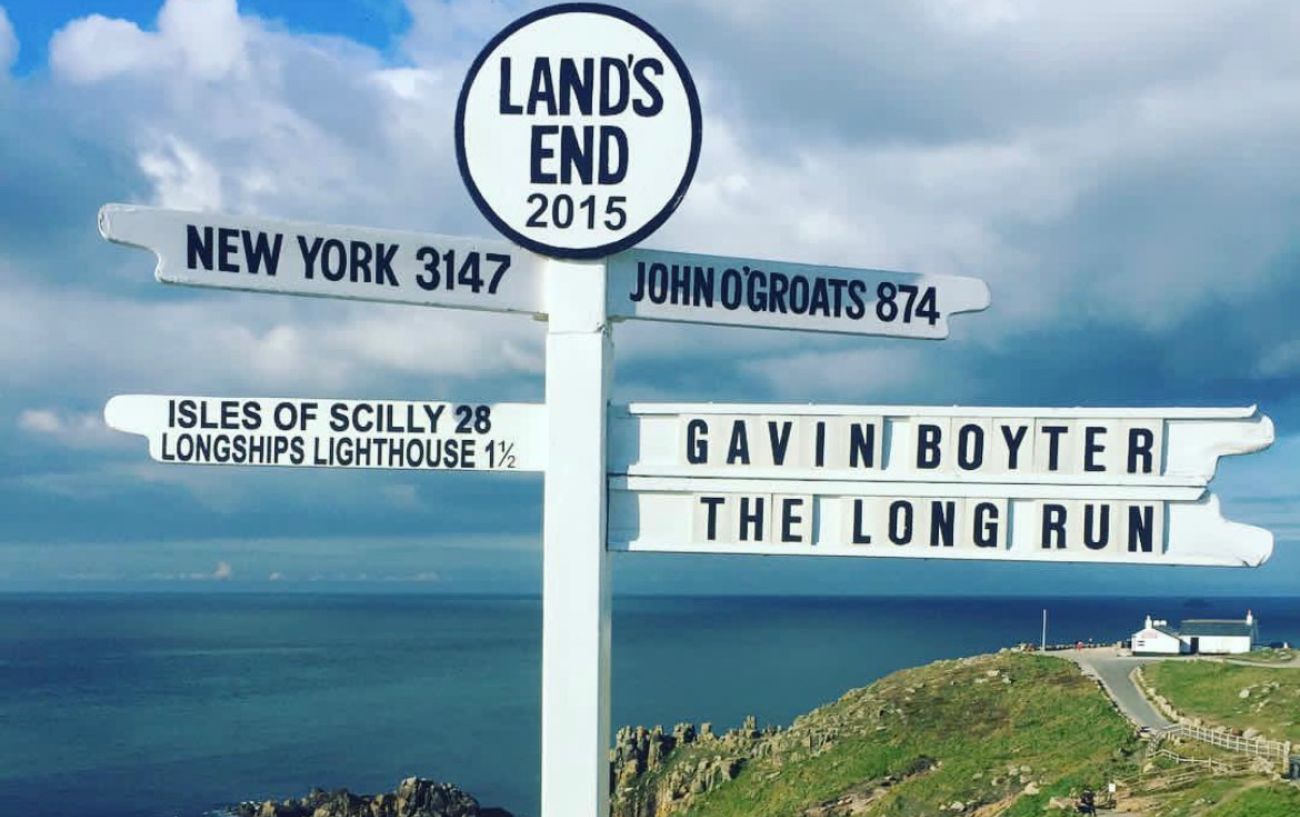 LAND'S
END
2015
NEW YORK 3147
JOHN O'GROATS 874
ISLES OF SCILLY 28
LONGSHIPS LIGHTHOUSE 1½
GAVIN BOYTER
THE LONG RUN